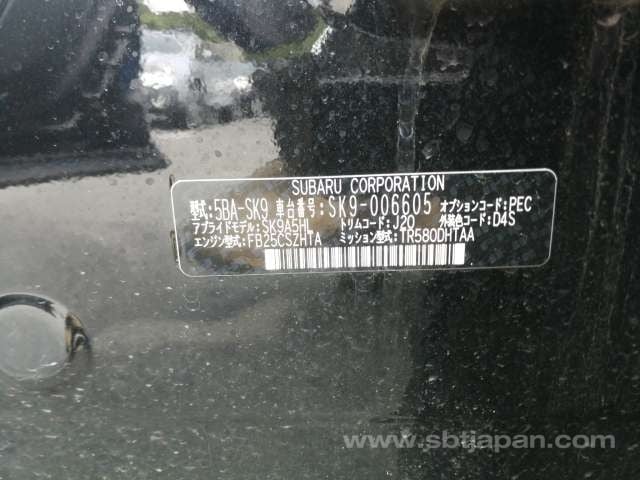 SUBARU CORPORATION
型式:5BA-SK9 車台番号:SK9-006605 オプションコード:PEC
アプライドモデル:SK9A5HL トリムコード:J20 外装色コード:D4S
エンジン型式:FB25CSZHTA ミッション型式:TR580DHTAA
www.sbtjapan.com